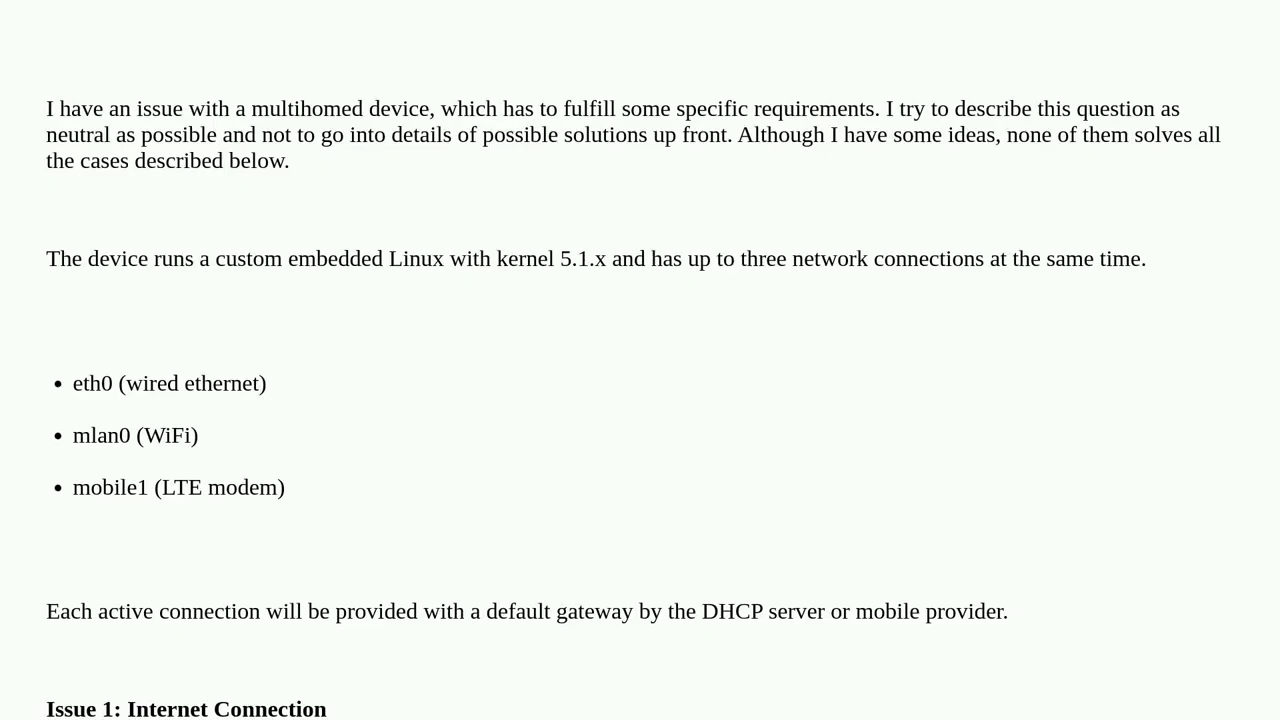 I have an issue with a multihomed device, which has to fulfill some specific requirements. I try to describe this question as
neutral as possible and not to go into details of possible solutions up front. Although I have some ideas, none of them solves all
the cases described below.
The device runs a custom embedded Linux with kernel 5.1.x and has up to three network connections at the same time.
• eth0 (wired ethernet)
• mlan0 (WiFi)
• mobile1 (LTE modem)
Each active connection will be provided with a default gateway by the DHCP server or mobile provider.
Issue 1: Internet Connection